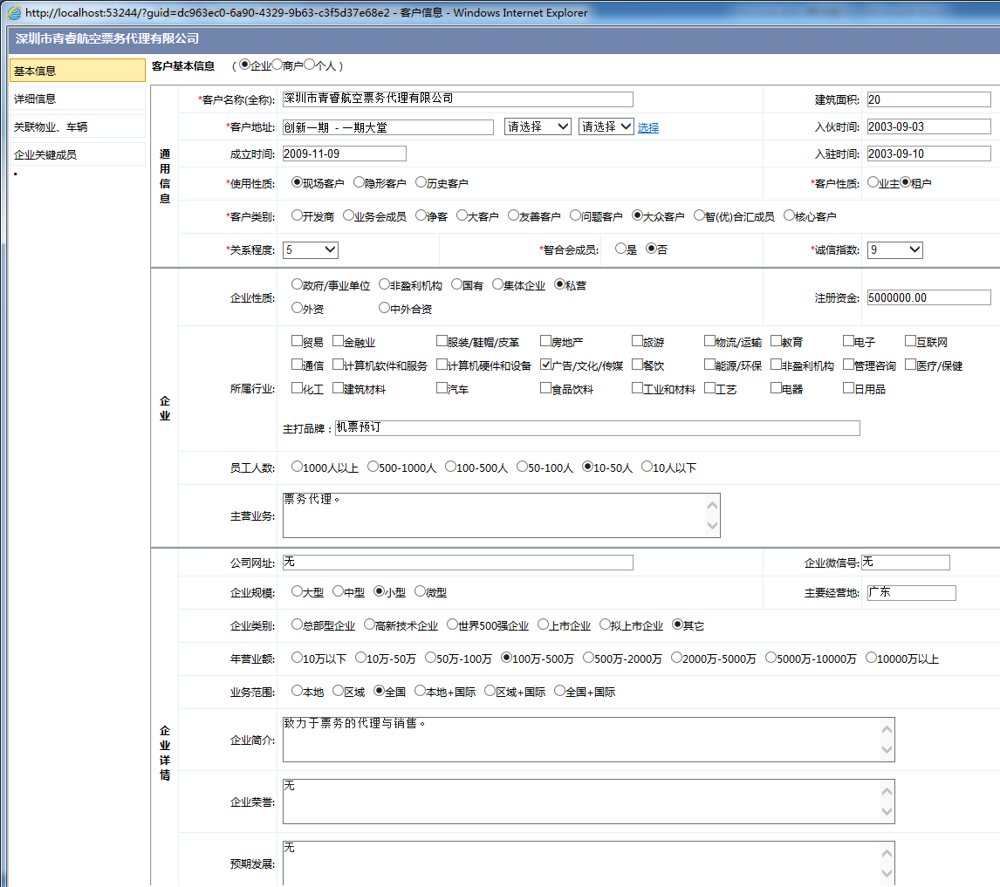 http://localhost:53244/?guid=dc963ec0-6a90-4329-9b63-c3f5d37e68e2 - 客户信息 - Windows Internet Explorer
深圳市青睿航空票务代理有限公司
基本信息
详细信息
关联物业、车辆
企业关键成员
客户基本信息 ( 企业 商户 个人 )
通用信息
*客户名称(全称): 深圳市青睿航空票务代理有限公司 建筑面积: 20
*客户地址: 创新一期 - 一期大堂 请选择 请选择 选择 入伙时间: 2003-09-03
成立时间: 2009-11-09 入驻时间: 2003-09-10
*使用性质: 现场客户 隐形客户 历史客户 *客户性质: 业主 租户
*客户类别: 开发商 业务会成员 诤客 大客户 友善客户 问题客户 大众客户 智(优)合汇成员 核心客户
*关系程度: 5 *智合会成员: 是 否 *诚信指数: 9
企业
企业性质: 政府/事业单位 非盈利机构 国有 集体企业 私营 注册资金: 5000000.00
外资 中外合资
所属行业: 贸易 金融业 服装/鞋帽/皮革 房地产 旅游 物流/运输 教育 电子 互联网
通信 计算机软件和服务 计算机硬件和设备 广告/文化/传媒 餐饮 能源/环保 非盈利机构 管理咨询 医疗/保健
化工 建筑材料 汽车 食品饮料 工业和材料 工艺 电器 日用品
主打品牌：机票预订
员工人数: 1000人以上 500-1000人 100-500人 50-100人 10-50人 10人以下
主营业务: 票务代理。
企业详情
公司网址: 无 企业微信号: 无
企业规模: 大型 中型 小型 微型 主要经营地: 广东
企业类别: 总部型企业 高新技术企业 世界500强企业 上市企业 拟上市企业 其它
年营业额: 10万以下 10万-50万 50万-100万 100万-500万 500万-2000万 2000万-5000万 5000万-10000万 10000万以上
业务范围: 本地 区域 全国 本地+国际 区域+国际 全国+国际
企业简介: 致力于票务的代理与销售。
企业荣誉: 无
预期发展: 无